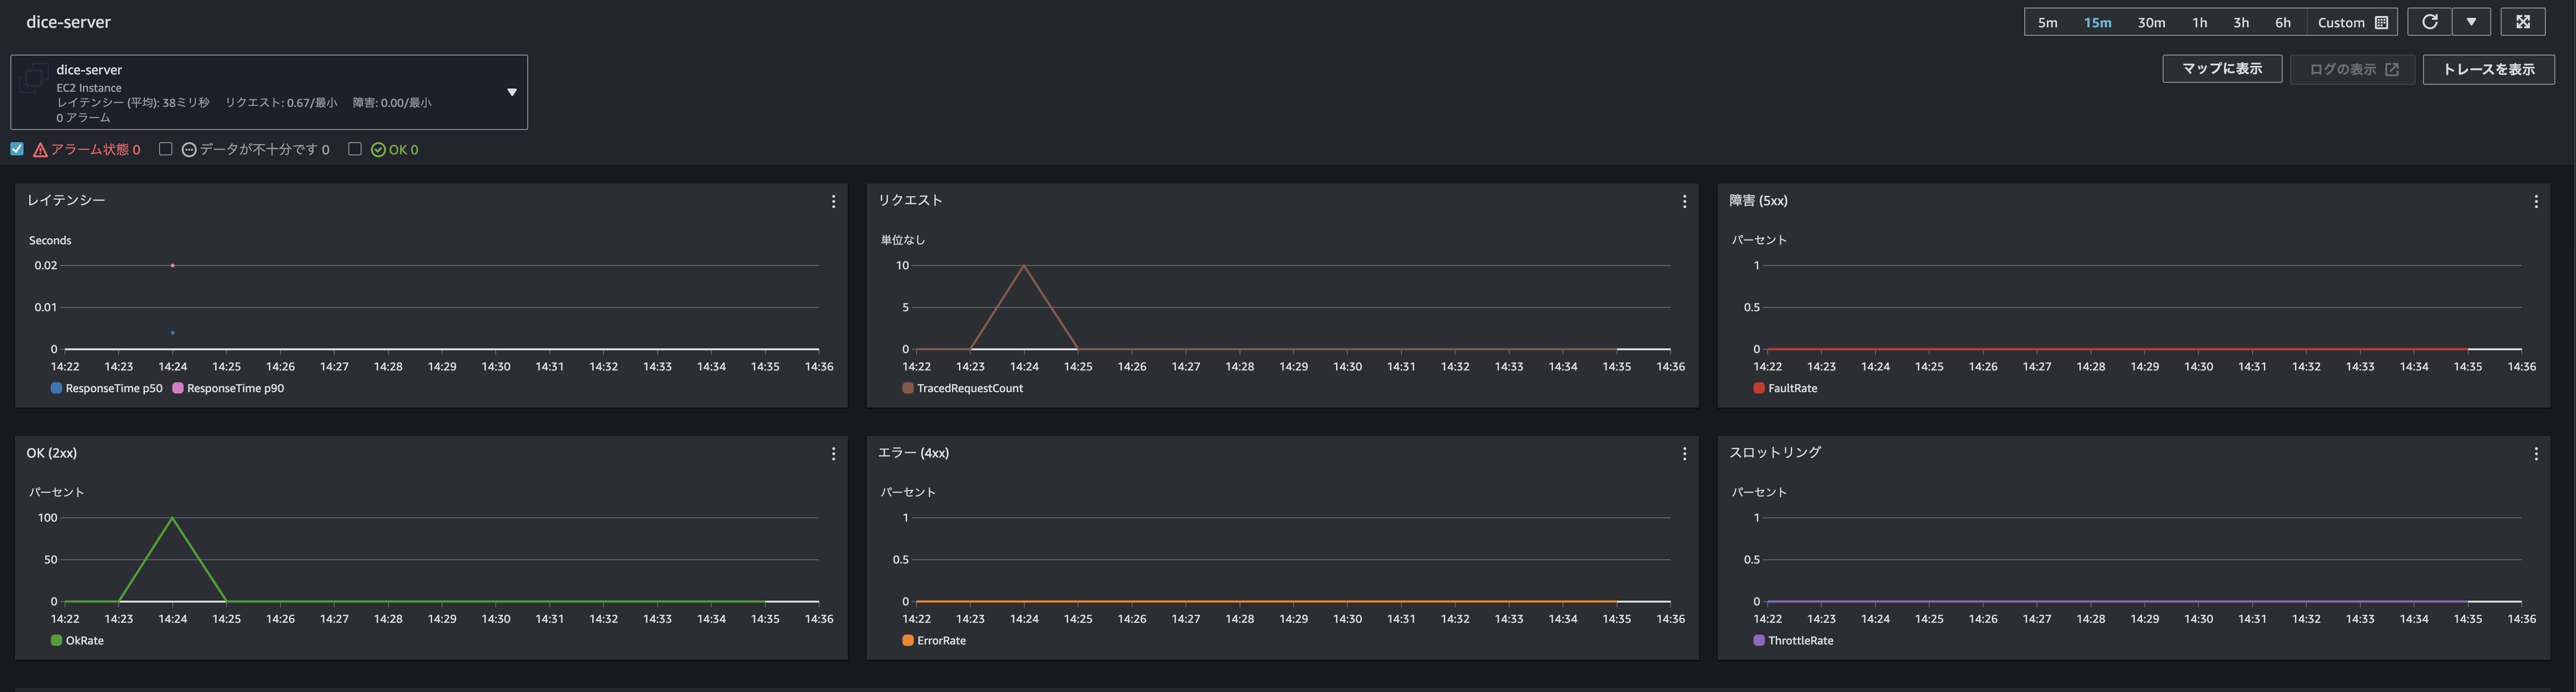 dice-server
5m 15m 30m 1h 3h 6h Custom
dice-server
EC2 Instance
レイテンシー (平均): 38ミリ秒 リクエスト: 0.67/最小 障害: 0.00/最小
0 アラーム
マップに表示 ログの表示 トレースを表示
アラーム状態 0 データが不十分です 0 OK 0
レイテンシー
Seconds
0.02
0.01
0
14:22 14:23 14:24 14:25 14:26 14:27 14:28 14:29 14:30 14:31 14:32 14:33 14:34 14:35 14:36
ResponseTime p50 ResponseTime p90
リクエスト
単位なし
10
5
0
14:22 14:23 14:24 14:25 14:26 14:27 14:28 14:29 14:30 14:31 14:32 14:33 14:34 14:35 14:36
TracedRequestCount
障害 (5xx)
パーセント
1
0.5
0
14:22 14:23 14:24 14:25 14:26 14:27 14:28 14:29 14:30 14:31 14:32 14:33 14:34 14:35 14:36
FaultRate
OK (2xx)
パーセント
100
50
0
14:22 14:23 14:24 14:25 14:26 14:27 14:28 14:29 14:30 14:31 14:32 14:33 14:34 14:35 14:36
OkRate
エラー (4xx)
パーセント
1
0.5
0
14:22 14:23 14:24 14:25 14:26 14:27 14:28 14:29 14:30 14:31 14:32 14:33 14:34 14:35 14:36
ErrorRate
スロットリング
パーセント
1
0.5
0
14:22 14:23 14:24 14:25 14:26 14:27 14:28 14:29 14:30 14:31 14:32 14:33 14:34 14:35 14:36
ThrottleRate